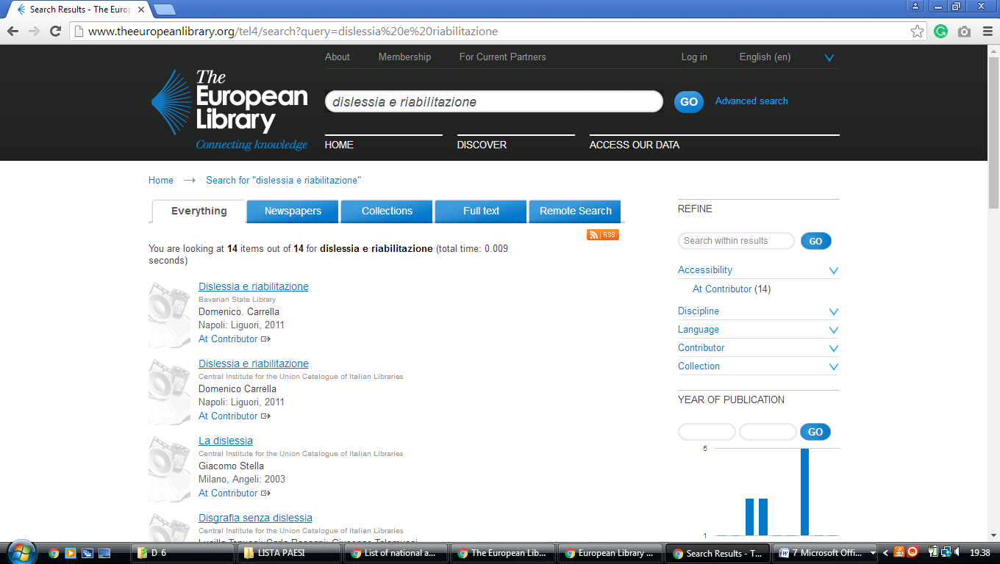 Search Results - The Europ
www.theeuropeanlibrary.org/tel4/search?query=dislessia%20e%20riabilitazione
About Membership For Current Partners Log in English (en)
The
European
Library
Connecting knowledge
dislessia e riabilitazione GO Advanced search
HOME DISCOVER ACCESS OUR DATA
Home → Search for "dislessia e riabilitazione"
Everything Newspapers Collections Full text Remote Search
RSS
You are looking at 14 items out of 14 for dislessia e riabilitazione (total time: 0.009
seconds)
Dislessia e riabilitazione
Bavarian State Library
Domenico. Carrella
Napoli: Liguori, 2011
At Contributor
Dislessia e riabilitazione
Central Institute for the Union Catalogue of Italian Libraries
Domenico Carrella
Napoli: Liguori, 2011
At Contributor
La dislessia
Central Institute for the Union Catalogue of Italian Libraries
Giacomo Stella
Milano, Angeli: 2003
At Contributor
Disgrafia senza dislessia
Central Institute for the Union Catalogue of Italian Libraries
REFINE
Search within results GO
Accessibility
At Contributor (14)
Discipline
Language
Contributor
Collection
YEAR OF PUBLICATION
GO
5
1
D 6 LISTA PAESI List of national a... The European Lib... European Library ... Search Results - T... 7 Microsoft Offic... 19.38